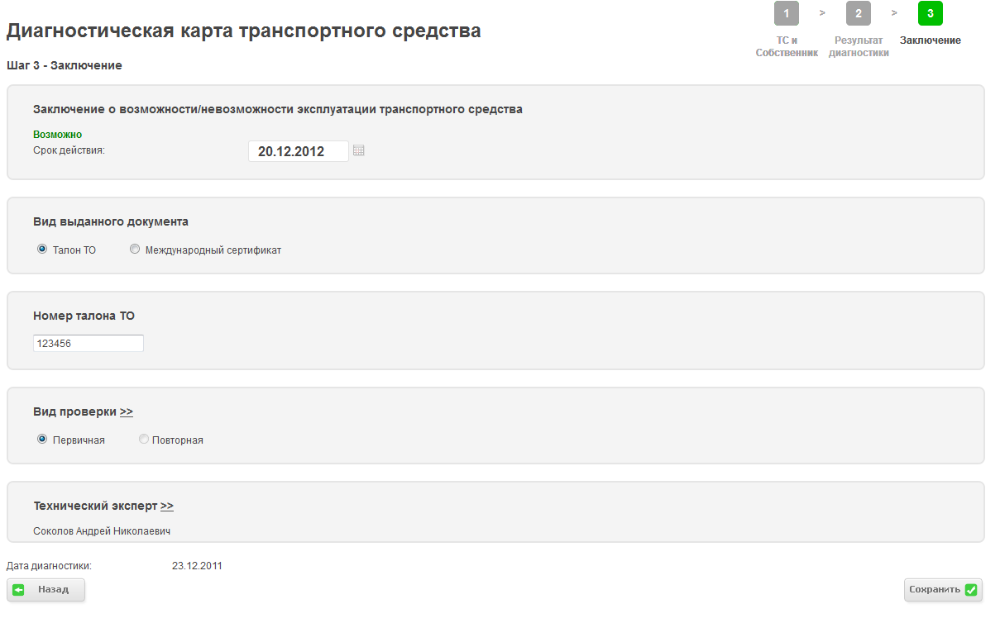 Диагностическая карта транспортного средства
1 > 2 > 3
ТС и Собственник
Результат диагностики
Заключение
Шаг 3 - Заключение
Заключение о возможности/невозможности эксплуатации транспортного средства
Возможно
Срок действия: 20.12.2012
Вид выданного документа
Талон ТО Международный сертификат
Номер талона ТО
123456
Вид проверки >>
Первичная Повторная
Технический эксперт >>
Соколов Андрей Николаевич
Дата диагностики: 23.12.2011
Назад Сохранить